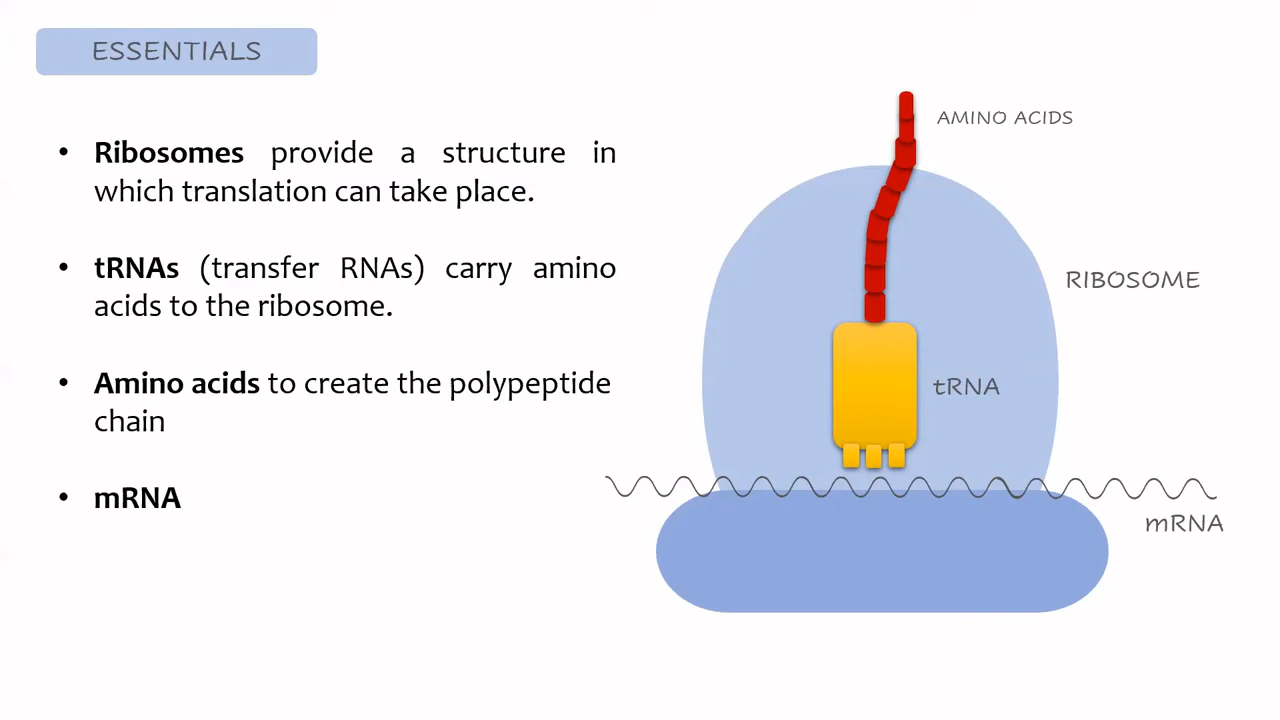 ESSENTIALS
• Ribosomes provide a structure in
which translation can take place.
• tRNAs (transfer RNAs) carry amino
acids to the ribosome.
• Amino acids to create the polypeptide
chain
• mRNA
AMINO ACIDS
RIBOSOME
tRNA
mRNA